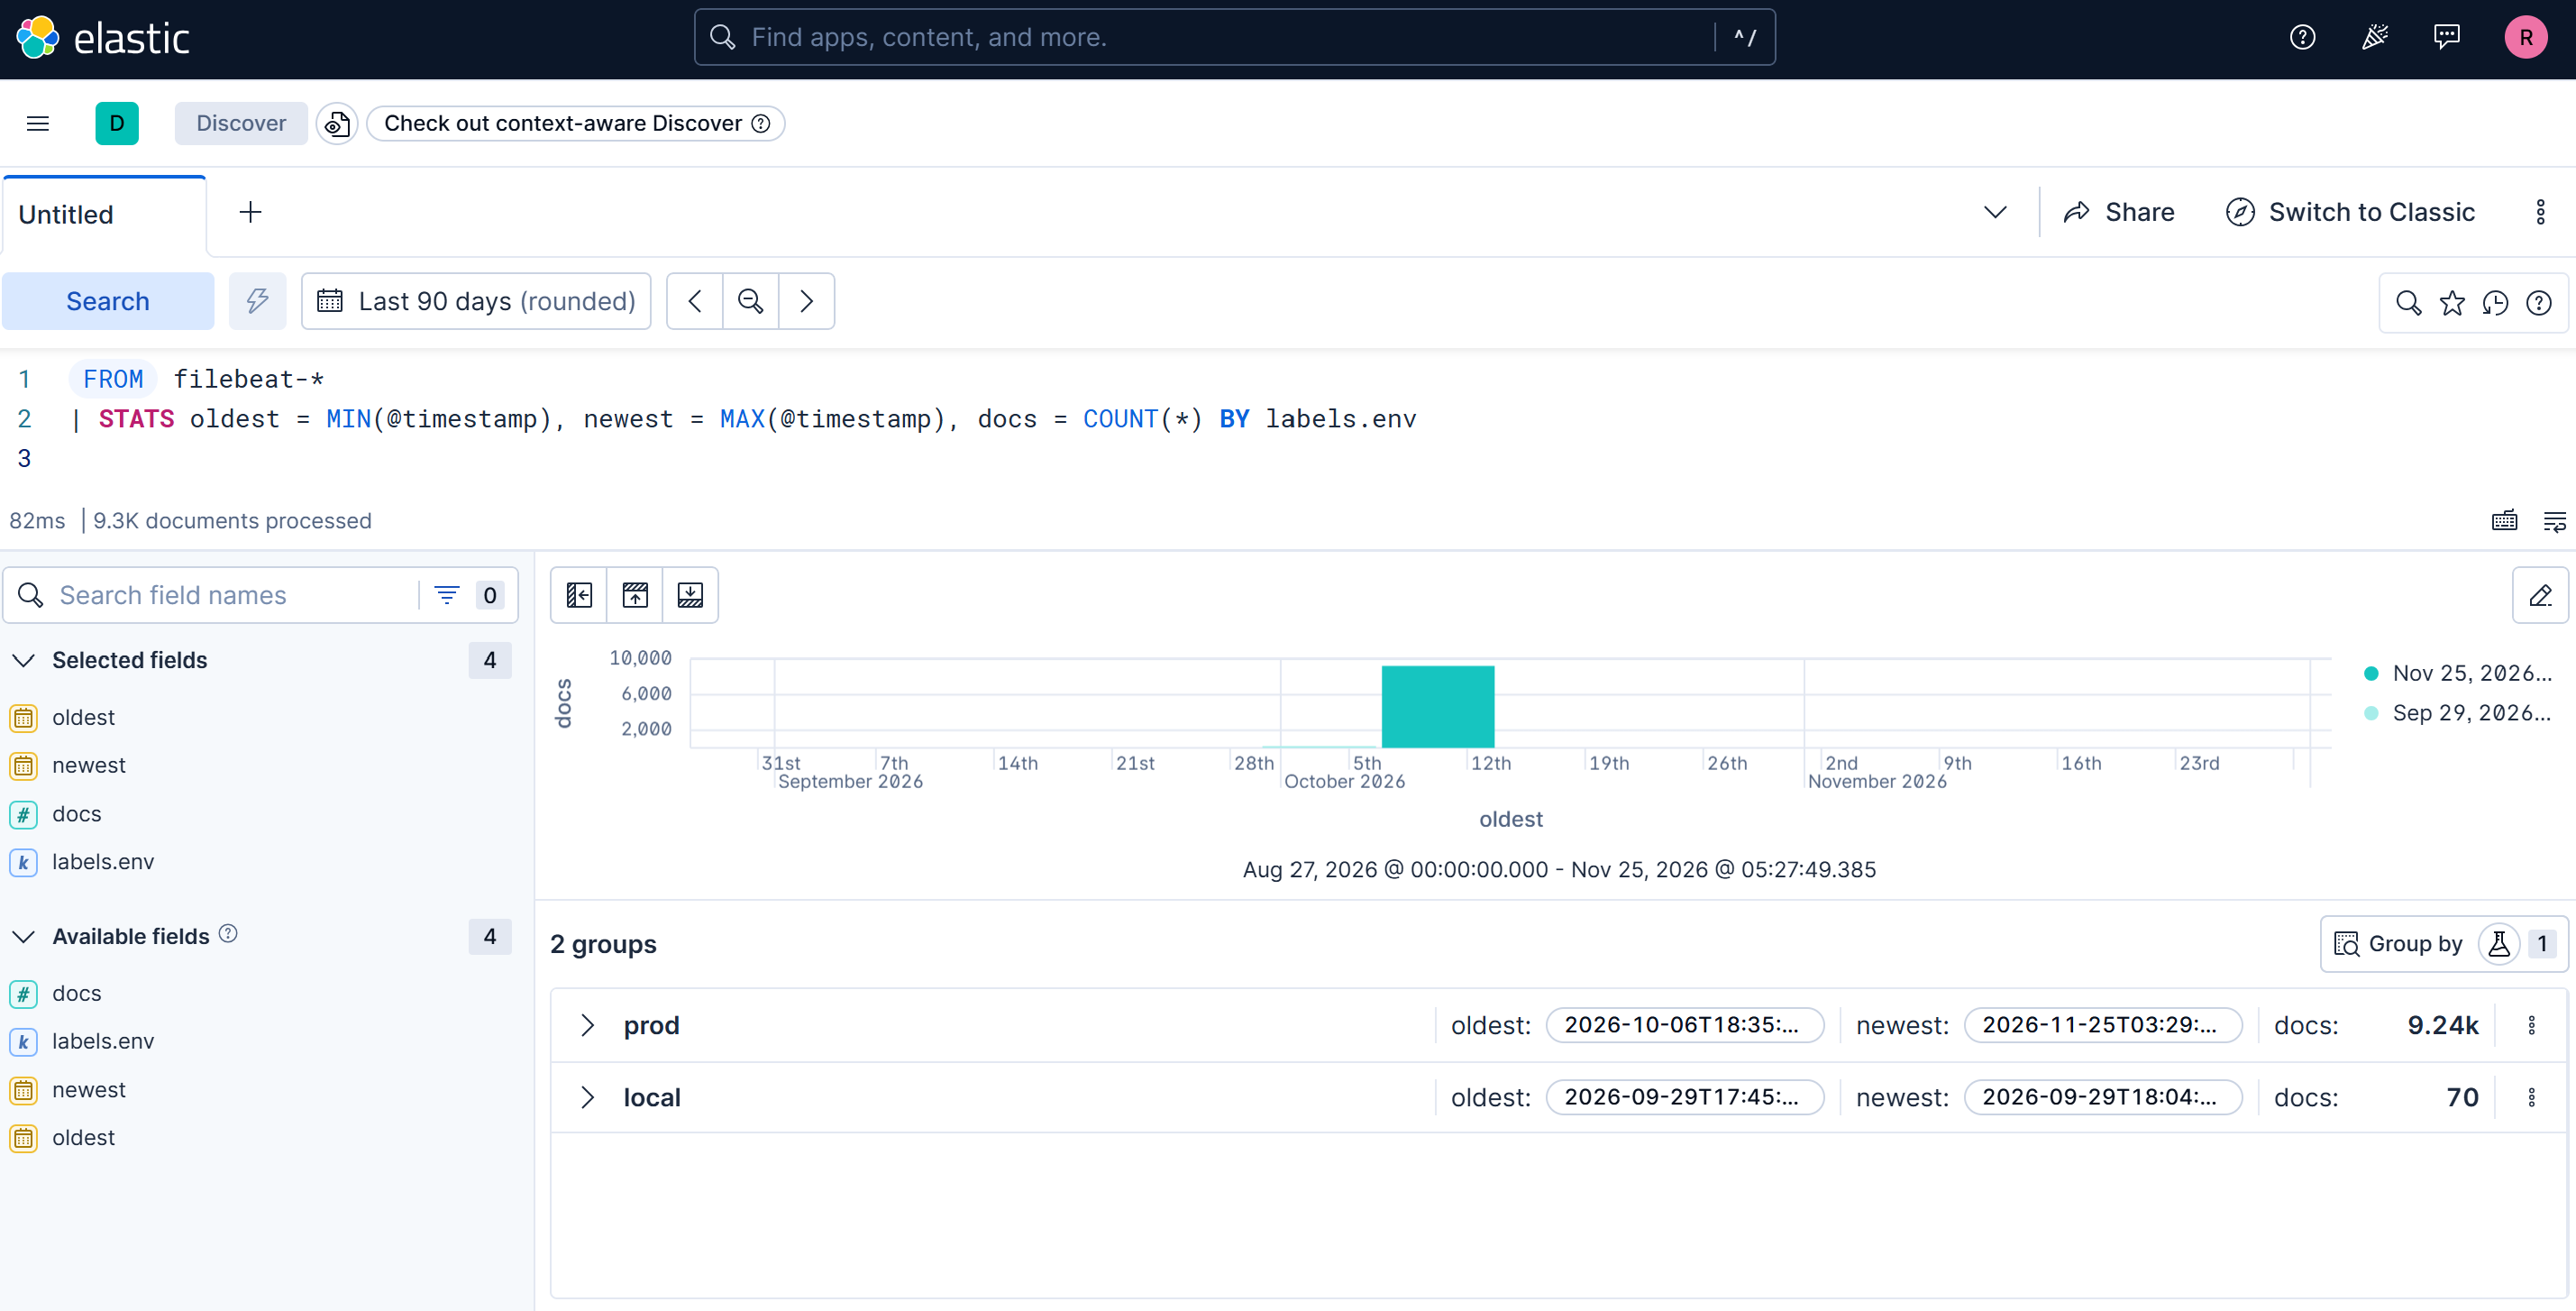 elastic
Find apps, content, and more.
^ /
R
D
Discover
Check out context-aware Discover
Untitled
Share
Switch to Classic
Search
Last 90 days (rounded)
1 FROM filebeat-*
2 | STATS oldest = MIN(@timestamp), newest = MAX(@timestamp), docs = COUNT(*) BY labels.env
3
82ms | 9.3K documents processed
Search field names
0
Selected fields 4
oldest
newest
# docs
k labels.env
Available fields 4
# docs
k labels.env
newest
oldest
docs
10,000
6,000
2,000
31st 7th 14th 21st 28th 5th 12th 19th 26th 2nd 9th 16th 23rd
September 2026 October 2026 November 2026
oldest
Nov 25, 2026...
Sep 29, 2026...
Aug 27, 2026 @ 00:00:00.000 - Nov 25, 2026 @ 05:27:49.385
2 groups
Group by 1
prod oldest: 2026-10-06T18:35:... newest: 2026-11-25T03:29:... docs: 9.24k
local oldest: 2026-09-29T17:45:... newest: 2026-09-29T18:04:... docs: 70